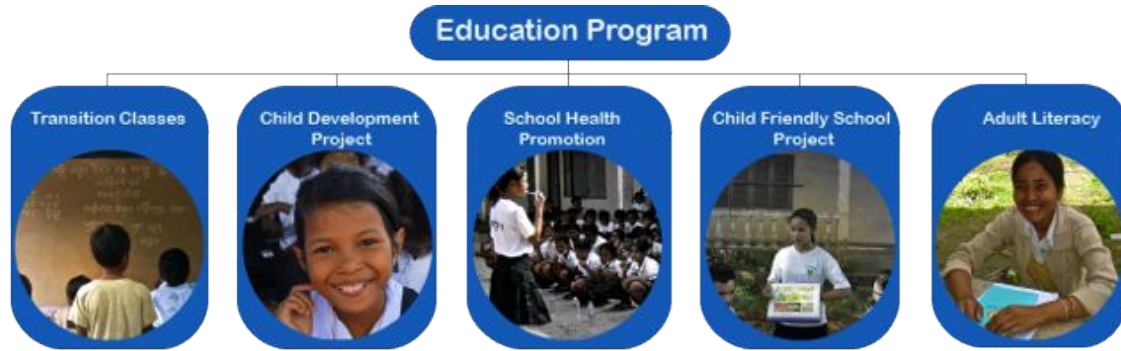 Education Program
Transition Classes
Child Development
Project
School Health
Promotion
Child Friendly School
Project
Adult Literacy